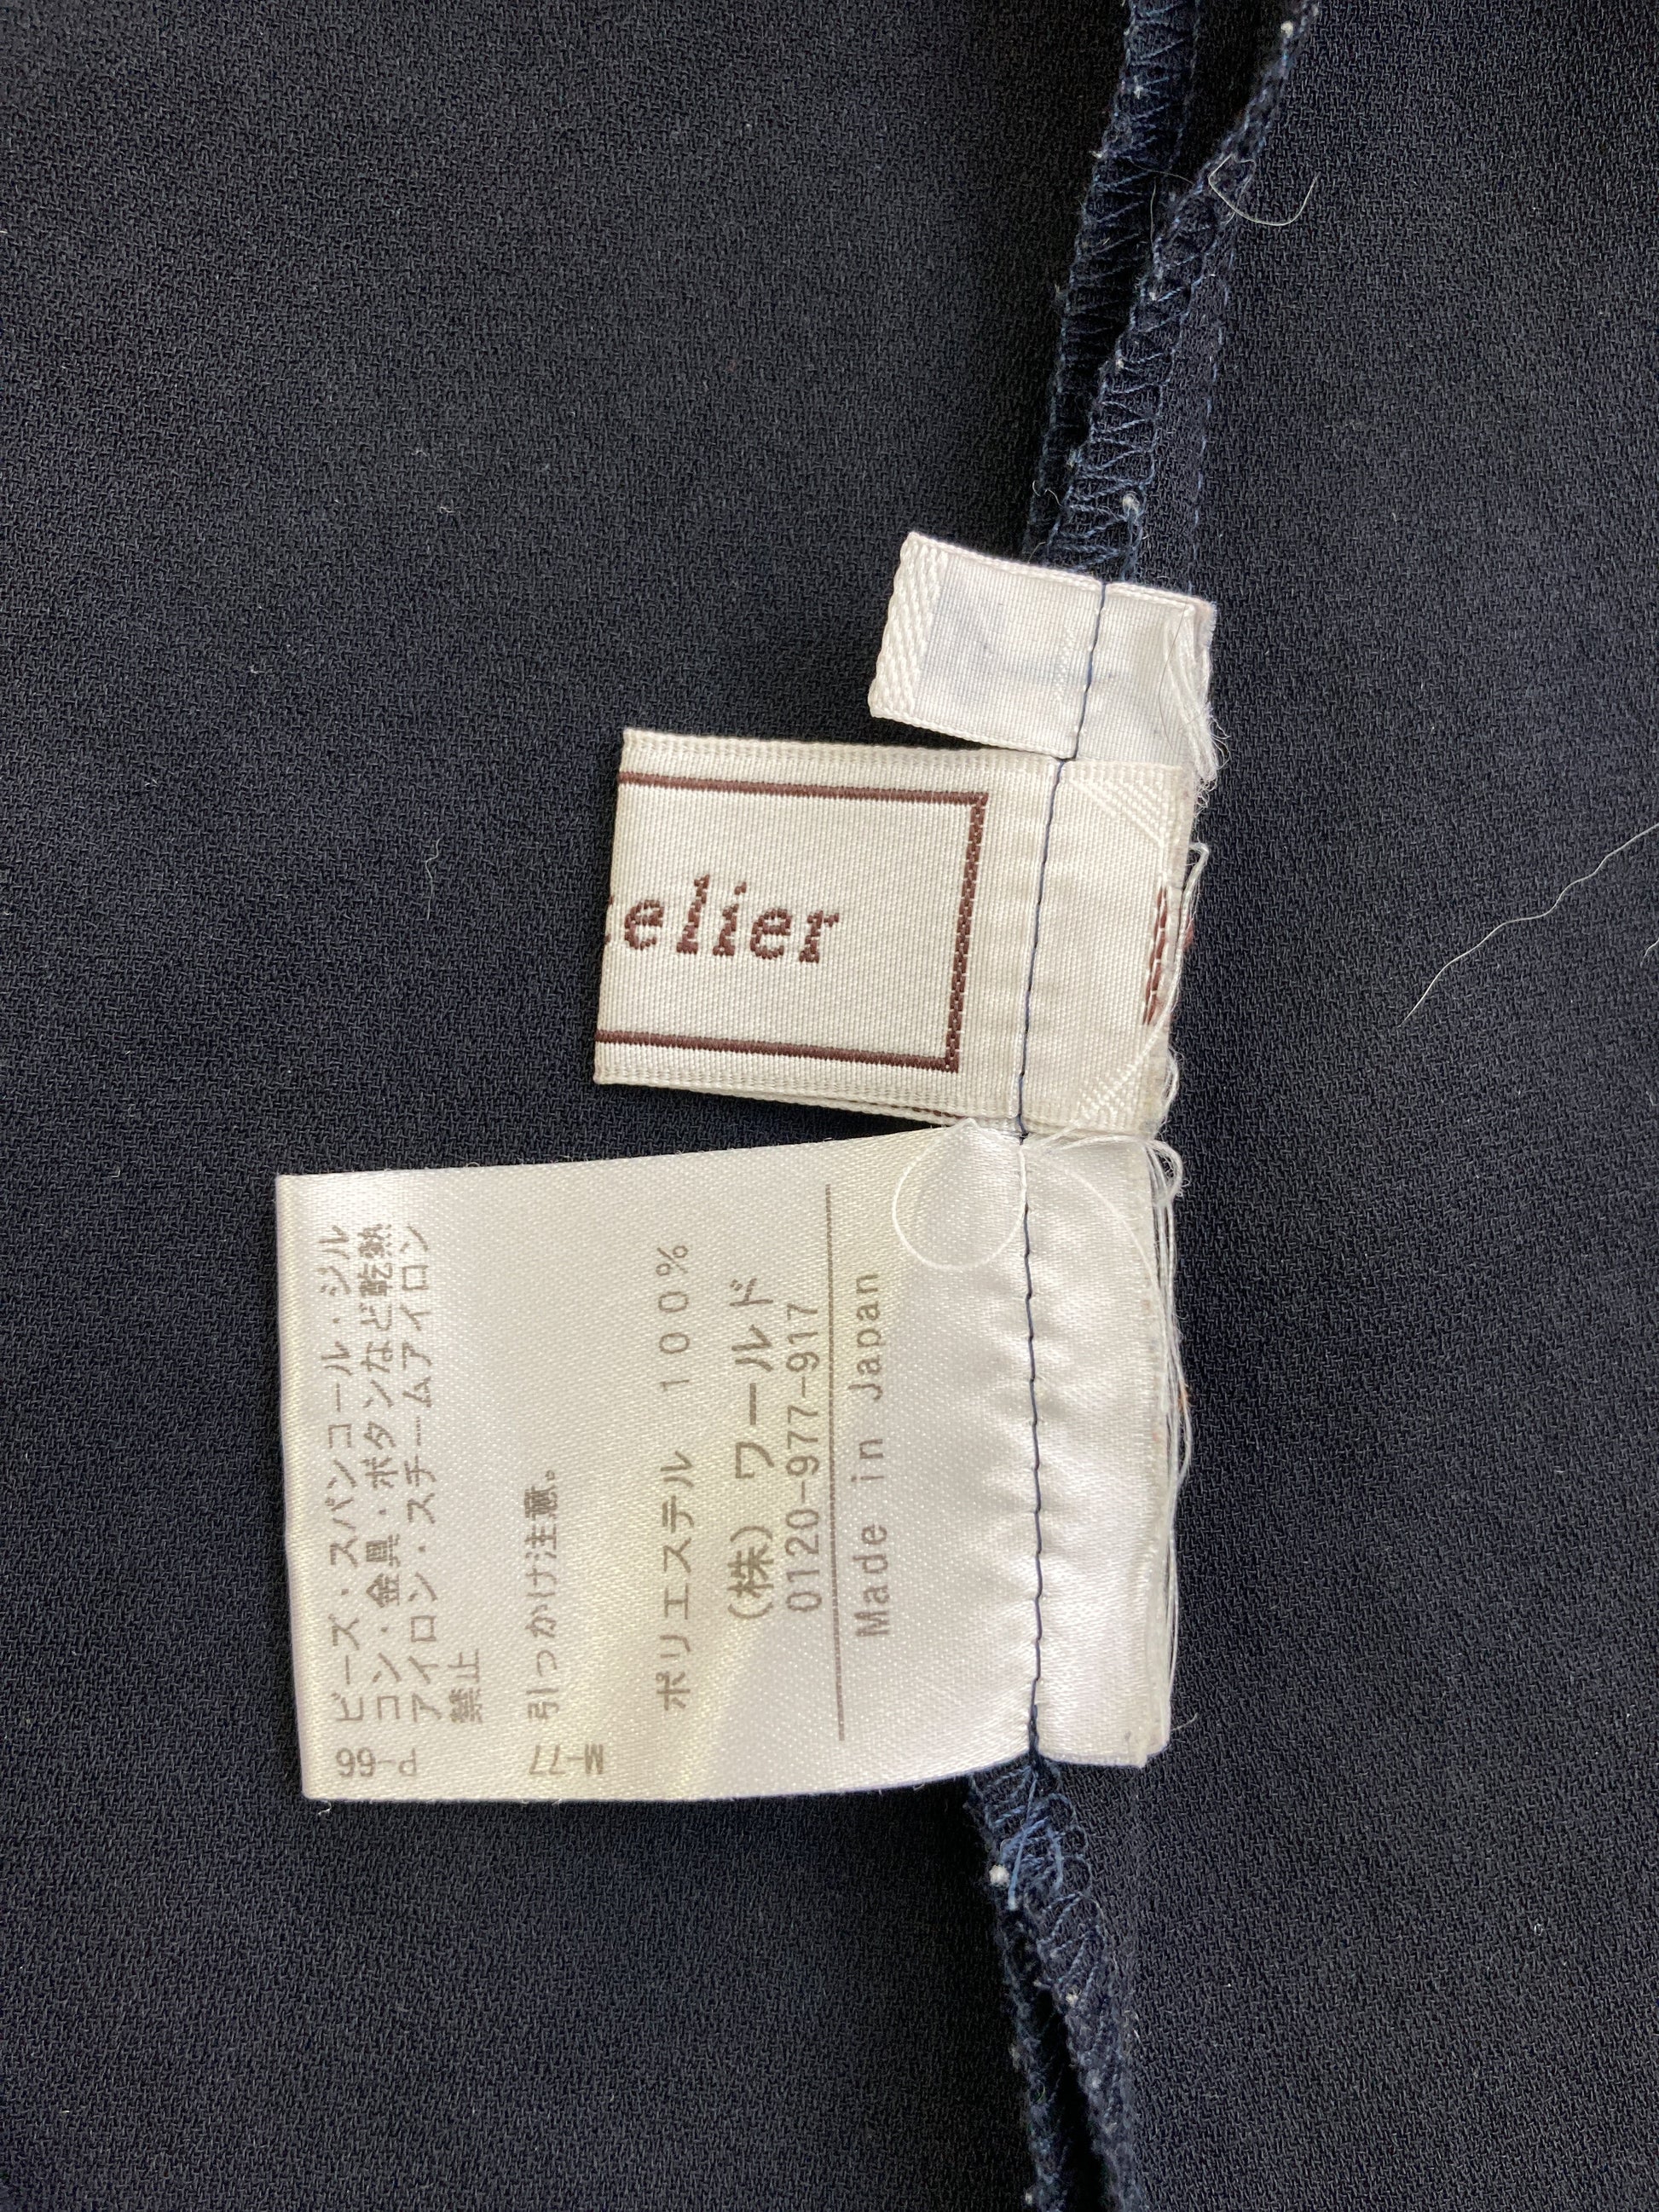 elier
P-66 ビーズ・スパンコール・ジル
コン・金具・ボタンなど乾熱
アイロン・スチームアイロン
禁止
W-77 引っかけ注意。
ポリエステル 100%
(株) ワールド
0120-977-917
Made in Japan